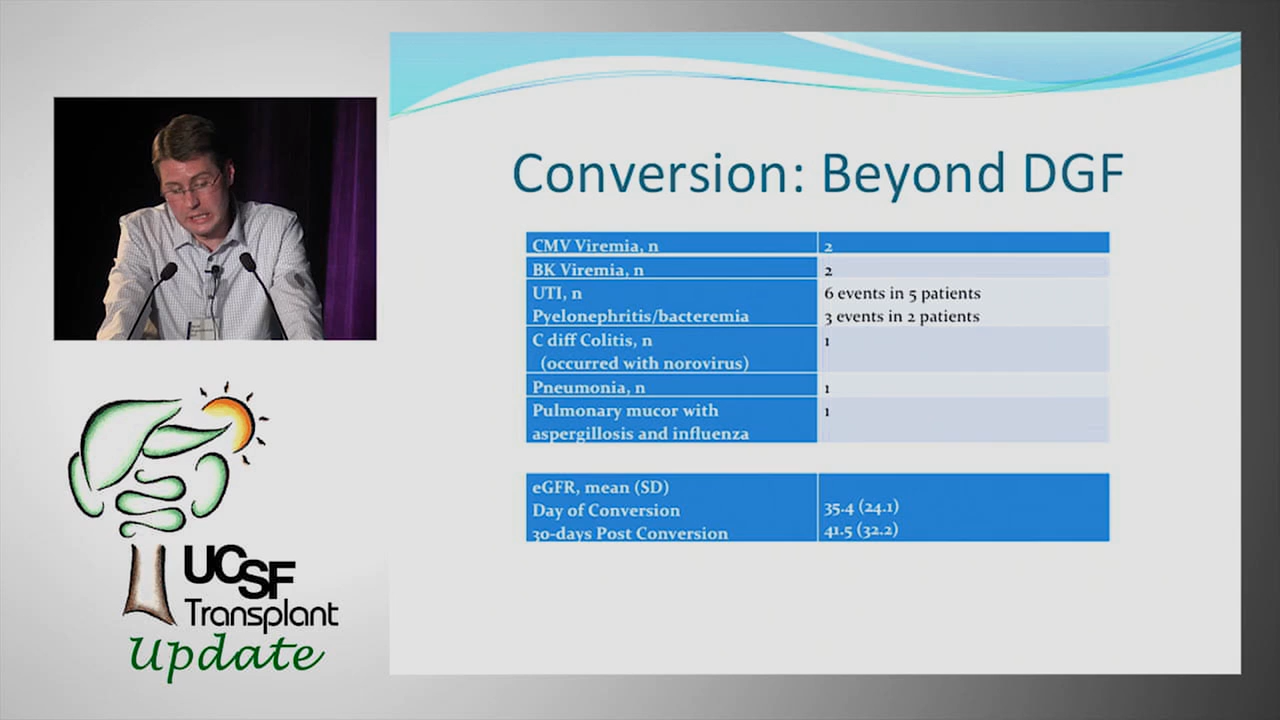 Conversion: Beyond DGF
CMV Viremia, n 2
BK Viremia, n 2
UTI, n 6 events in 5 patients
Pyelonephritis/bacteremia 3 events in 2 patients
C diff Colitis, n 1
(occurred with norovirus)
Pneumonia, n 1
Pulmonary mucor with 1
aspergillosis and influenza
eGFR, mean (SD)
Day of Conversion 35.4 (24.1)
30-days Post Conversion 41.5 (32.2)
UCSF
Transplant
Update